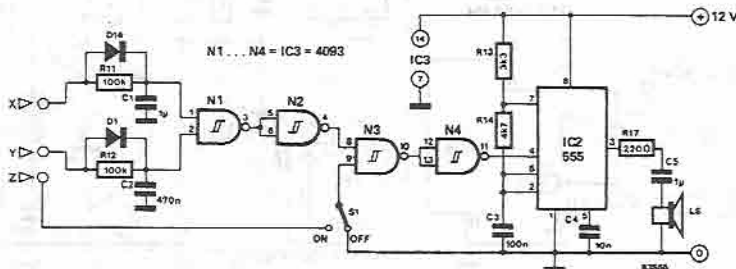 12 V
D14
N1 . . . N4 = IC3 = 4093
14
IC3
7
R13
3k3
R11
100k
X
C1
1µ
N1
N2
1
2
3
5
6
4
D1
R12
100k
Y
Z
C2
470n
N3
N4
8
9
10
12
13
11
R14
4k7
7
8
4
6
2
IC2
555
3
R17
220Ω
C5
1µ
LS
S1
ON
OFF
C3
100n
1
5
C4
10n
0